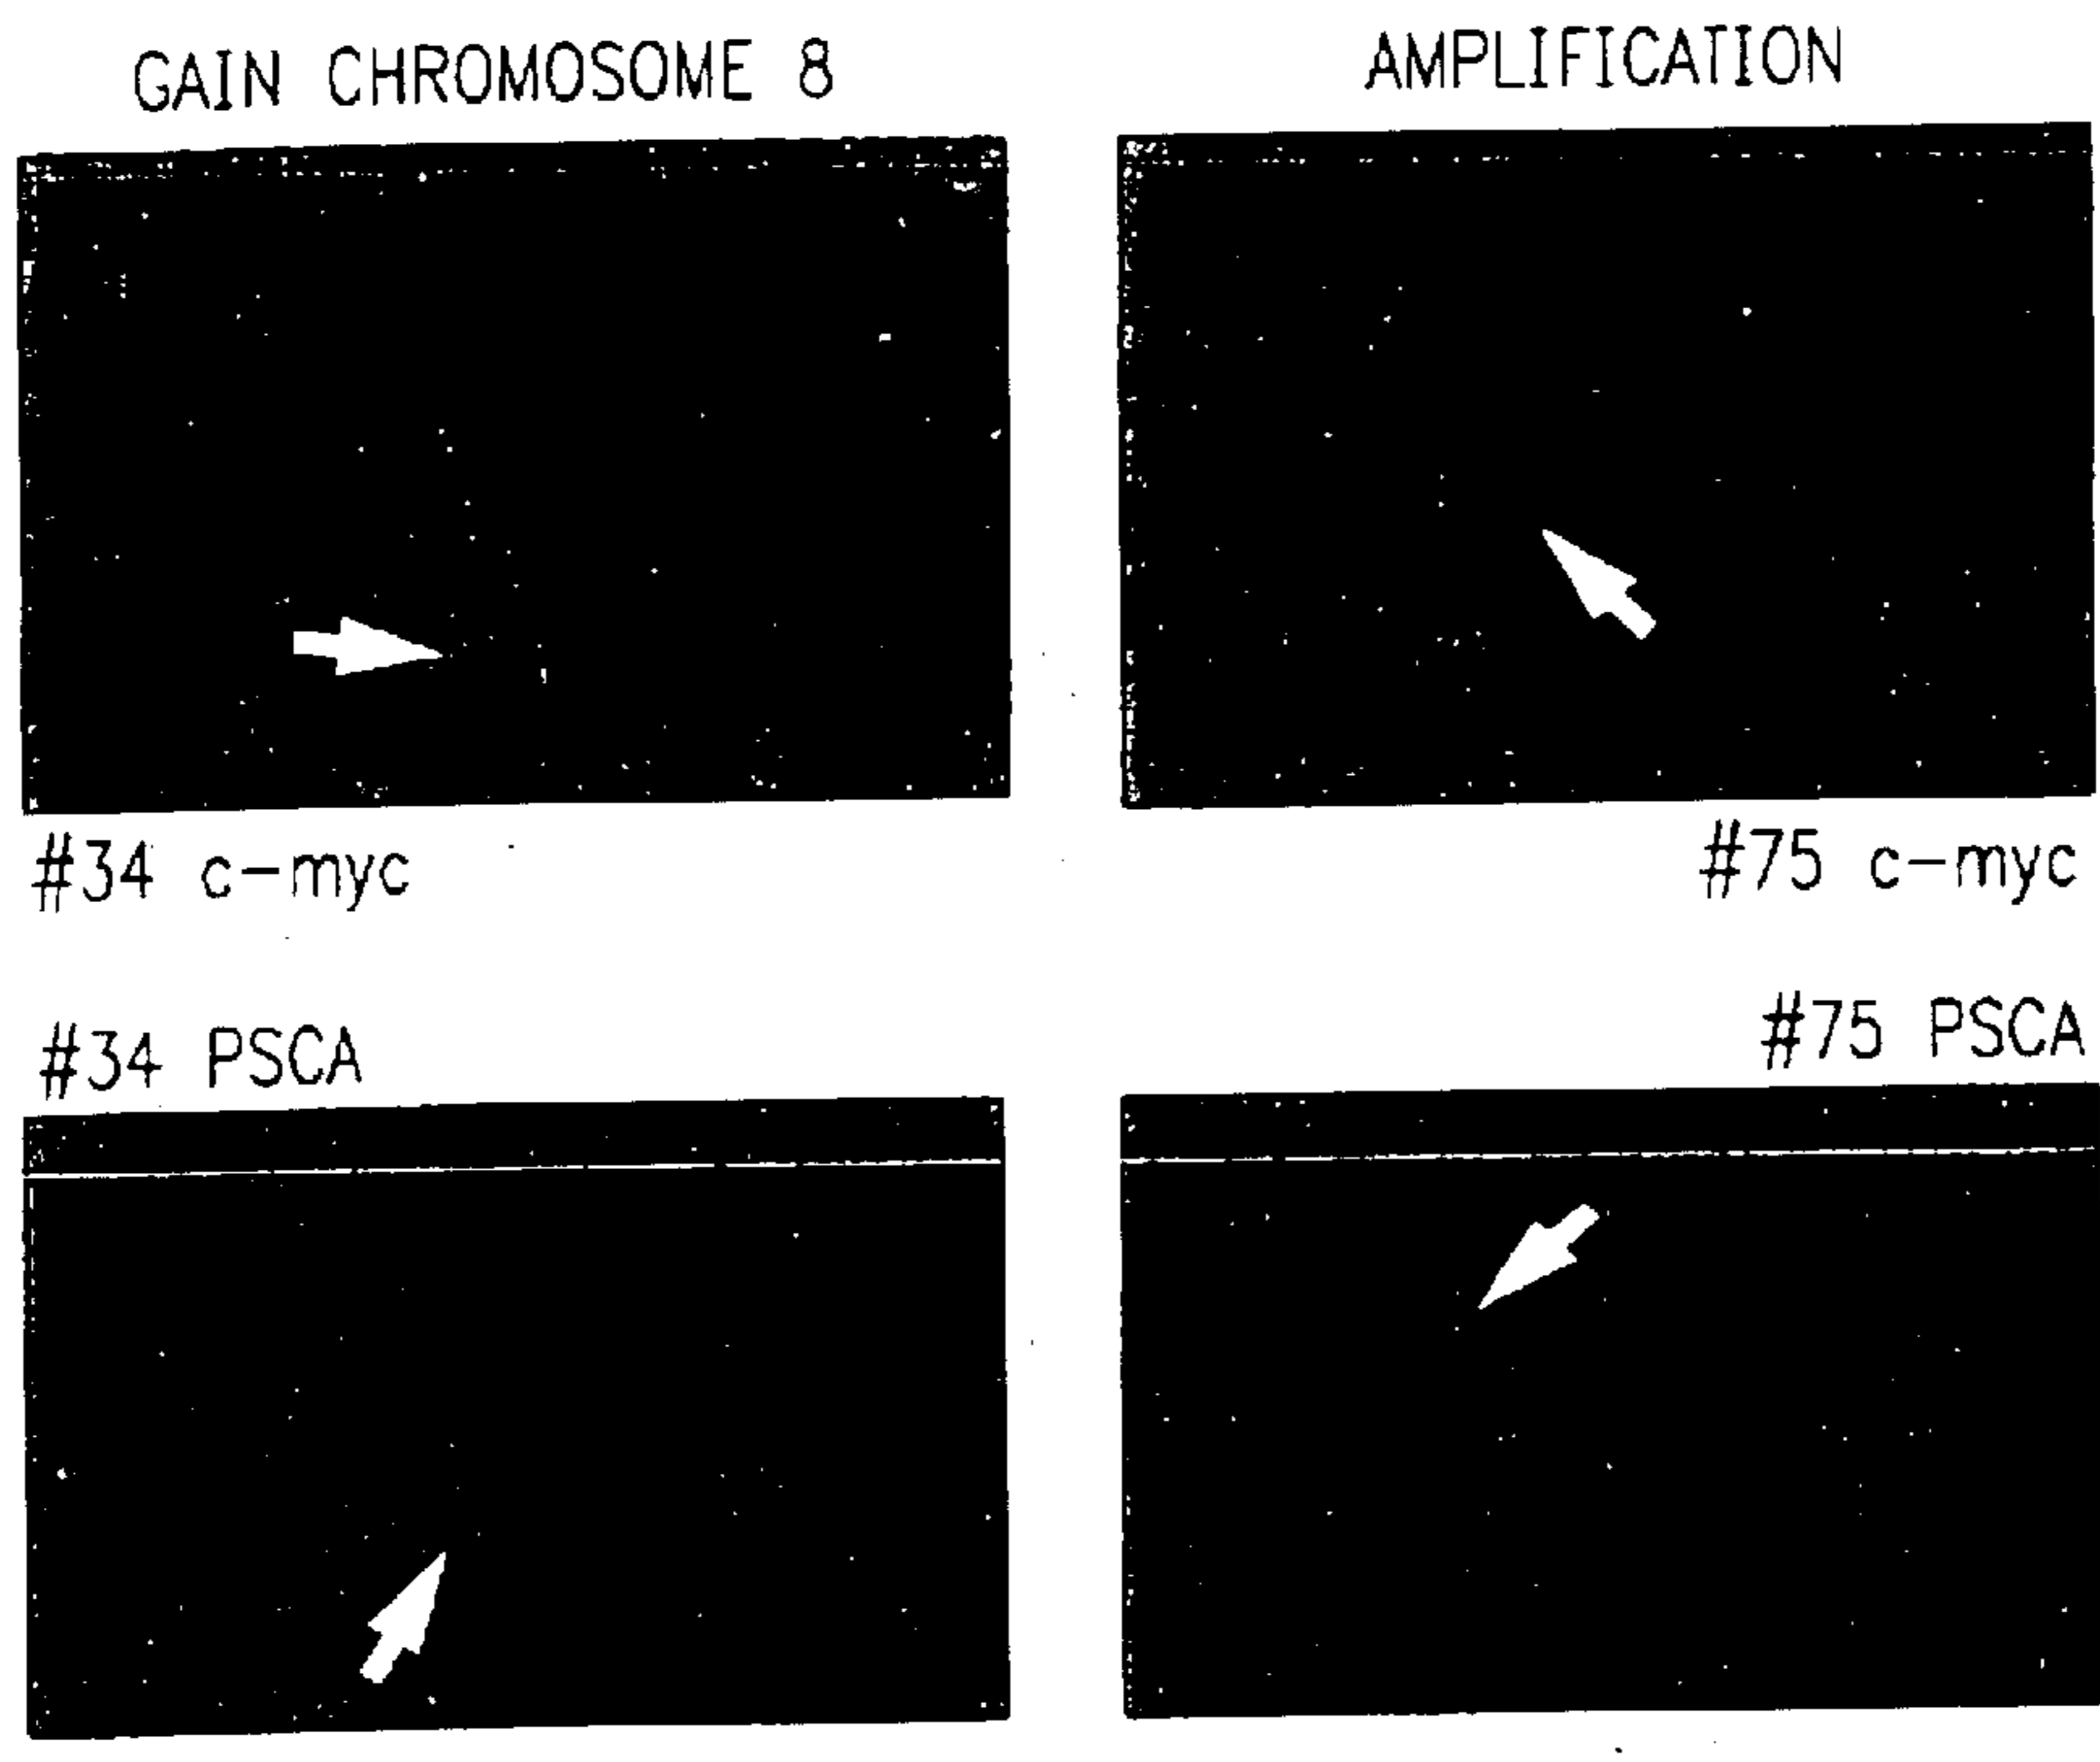 GAIN CHROMOSOME 8
AMPLIFICATION
#34 c-myc
#75 c-myc
#34 PSCA
#75 PSCA